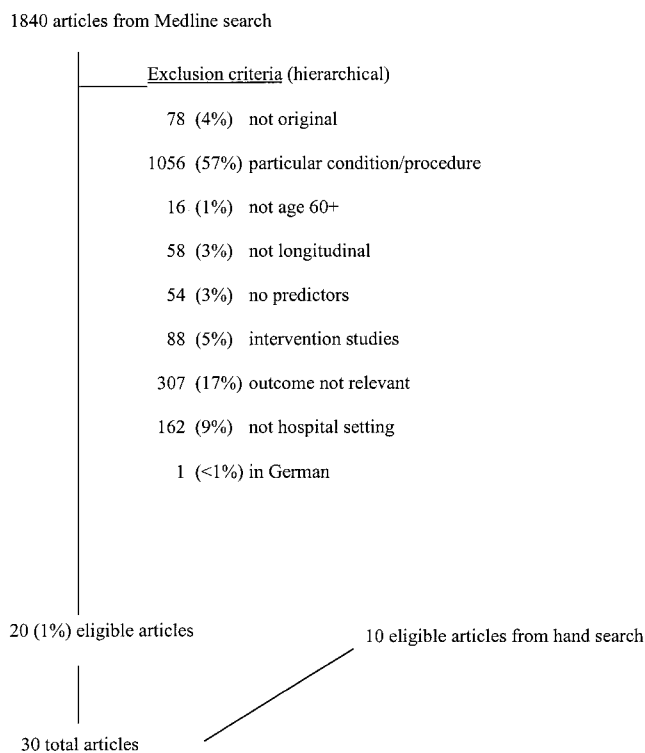 1840 articles from Medline search
Exclusion criteria (hierarchical)
78 (4%) not original
1056 (57%) particular condition/procedure
16 (1%) not age 60+
58 (3%) not longitudinal
54 (3%) no predictors
88 (5%) intervention studies
307 (17%) outcome not relevant
162 (9%) not hospital setting
1 (<1%) in German
20 (1%) eligible articles
10 eligible articles from hand search
30 total articles